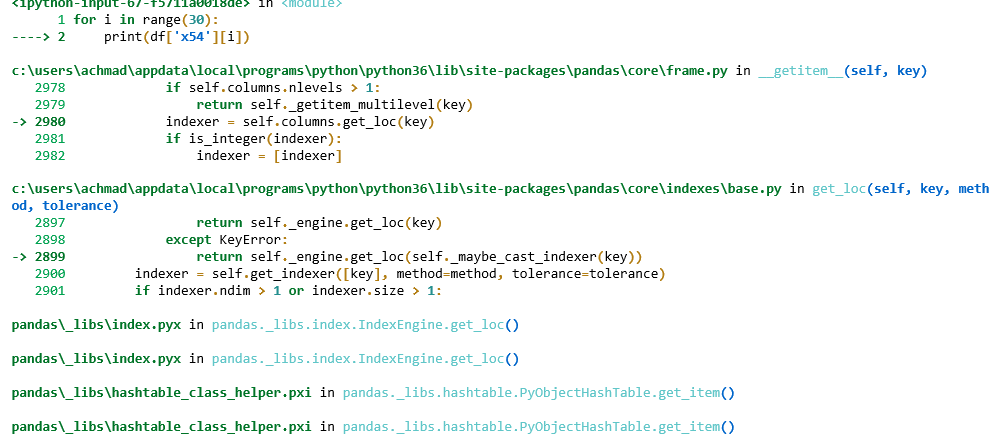 <ipython-input-67-f5711a0018de> in <module>
1 for i in range(30):
----> 2     print(df['x54'][i])
c:\users\achmad\appdata\local\programs\python\python36\lib\site-packages\pandas\core\frame.py in __getitem__(self, key)
2978             if self.columns.nlevels > 1:
2979                 return self._getitem_multilevel(key)
-> 2980             indexer = self.columns.get_loc(key)
2981             if is_integer(indexer):
2982                 indexer = [indexer]
c:\users\achmad\appdata\local\programs\python\python36\lib\site-packages\pandas\core\indexes\base.py in get_loc(self, key, meth
od, tolerance)
2897                 return self._engine.get_loc(key)
2898             except KeyError:
-> 2899                 return self._engine.get_loc(self._maybe_cast_indexer(key))
2900         indexer = self.get_indexer([key], method=method, tolerance=tolerance)
2901         if indexer.ndim > 1 or indexer.size > 1:
pandas\_libs\index.pyx in pandas._libs.index.IndexEngine.get_loc()
pandas\_libs\index.pyx in pandas._libs.index.IndexEngine.get_loc()
pandas\_libs\hashtable_class_helper.pxi in pandas._libs.hashtable.PyObjectHashTable.get_item()
pandas\_libs\hashtable_class_helper.pxi in pandas._libs.hashtable.PyObjectHashTable.get_item()